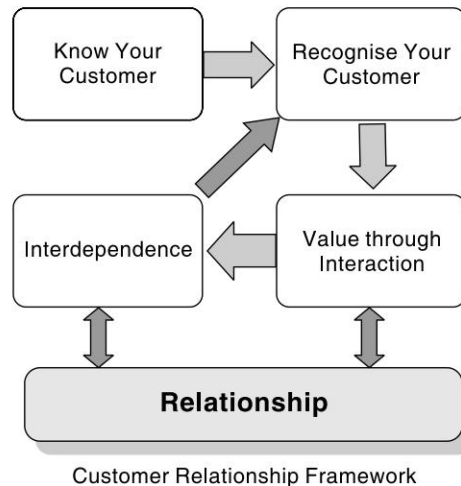 Know Your
Customer
Recognise Your
Customer
Interdependence
Value through
Interaction
Relationship
Customer Relationship Framework